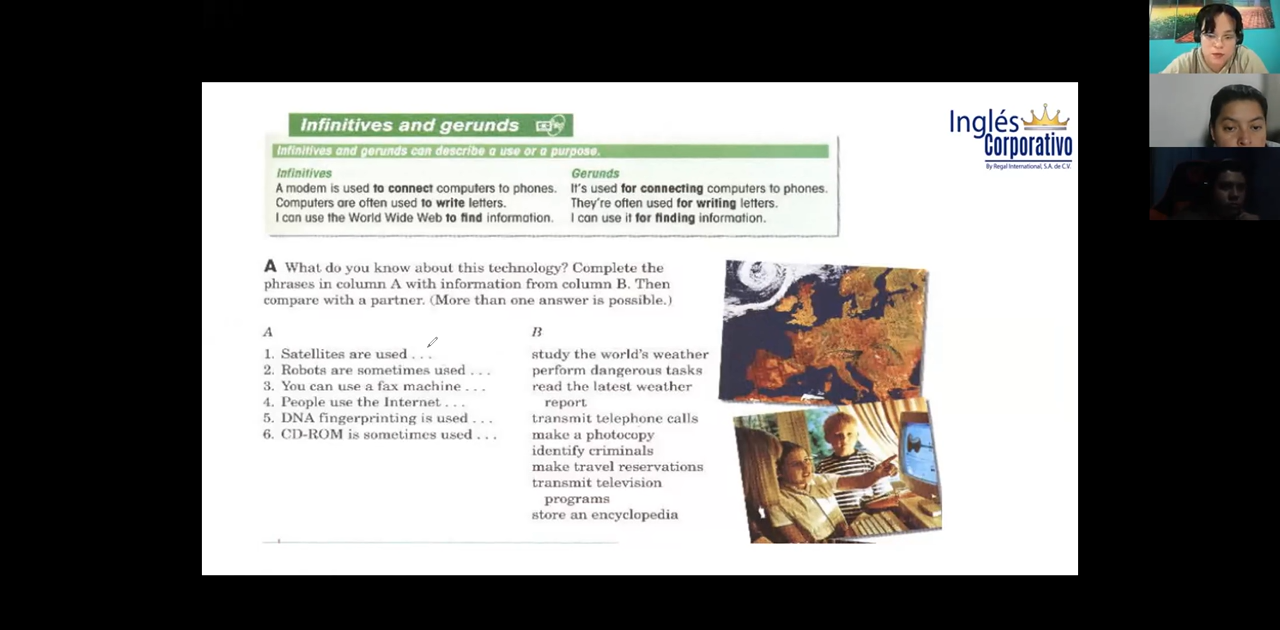 Infinitives and gerunds
Infinitives and gerunds can describe a use or a purpose.
Infinitives
A modem is used to connect computers to phones.
Computers are often used to write letters.
I can use the World Wide Web to find information.
Gerunds
It's used for connecting computers to phones.
They're often used for writing letters.
I can use it for finding information.
Inglés
Corporativo
By Regal International, S.A. de C.V.
A What do you know about this technology? Complete the
phrases in column A with information from column B. Then
compare with a partner. (More than one answer is possible.)
A
1. Satellites are used . . .
2. Robots are sometimes used . . .
3. You can use a fax machine . . .
4. People use the Internet . . .
5. DNA fingerprinting is used . . .
6. CD-ROM is sometimes used . . .
B
study the world's weather
perform dangerous tasks
read the latest weather
report
transmit telephone calls
make a photocopy
identify criminals
make travel reservations
transmit television
programs
store an encyclopedia